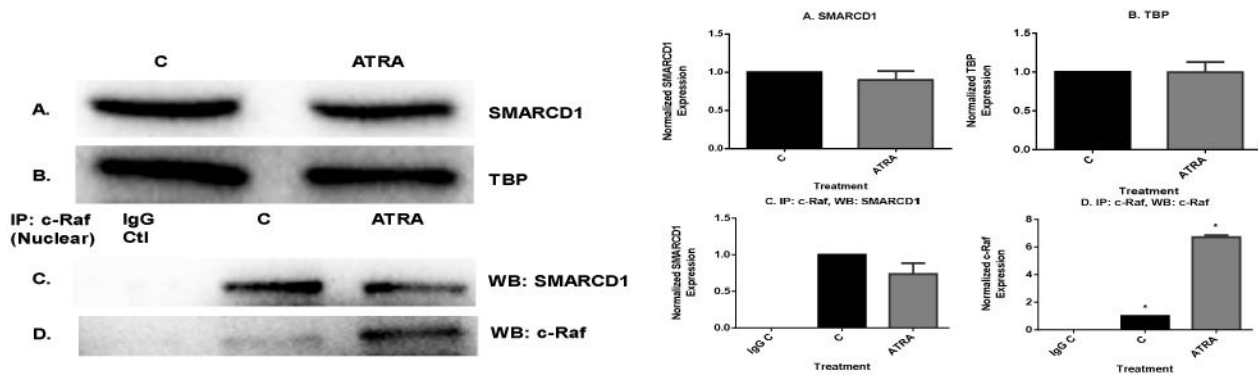 C ATRA
A. SMARCD1
B. TBP
IP: c-Raf IgG C ATRA
(Nuclear) Ctl
C. WB: SMARCD1
D. WB: c-Raf
A. SMARCD1
Normalized SMARCD1
Expression
1.5
1.0
0.5
0.0
C ATRA
Treatment
B. TBP
Normalized TBP
Expression
1.5
1.0
0.5
0.0
C ATRA
Treatment
C. IP: c-Raf, WB: SMARCD1
Normalized SMARCD1
Expression
1.5
1.0
0.5
0.0
IgG C C ATRA
Treatment
D. IP: c-Raf, WB: c-Raf
Normalized c-Raf
Expression
8
6
4
2
0
* *
IgG C C ATRA
Treatment